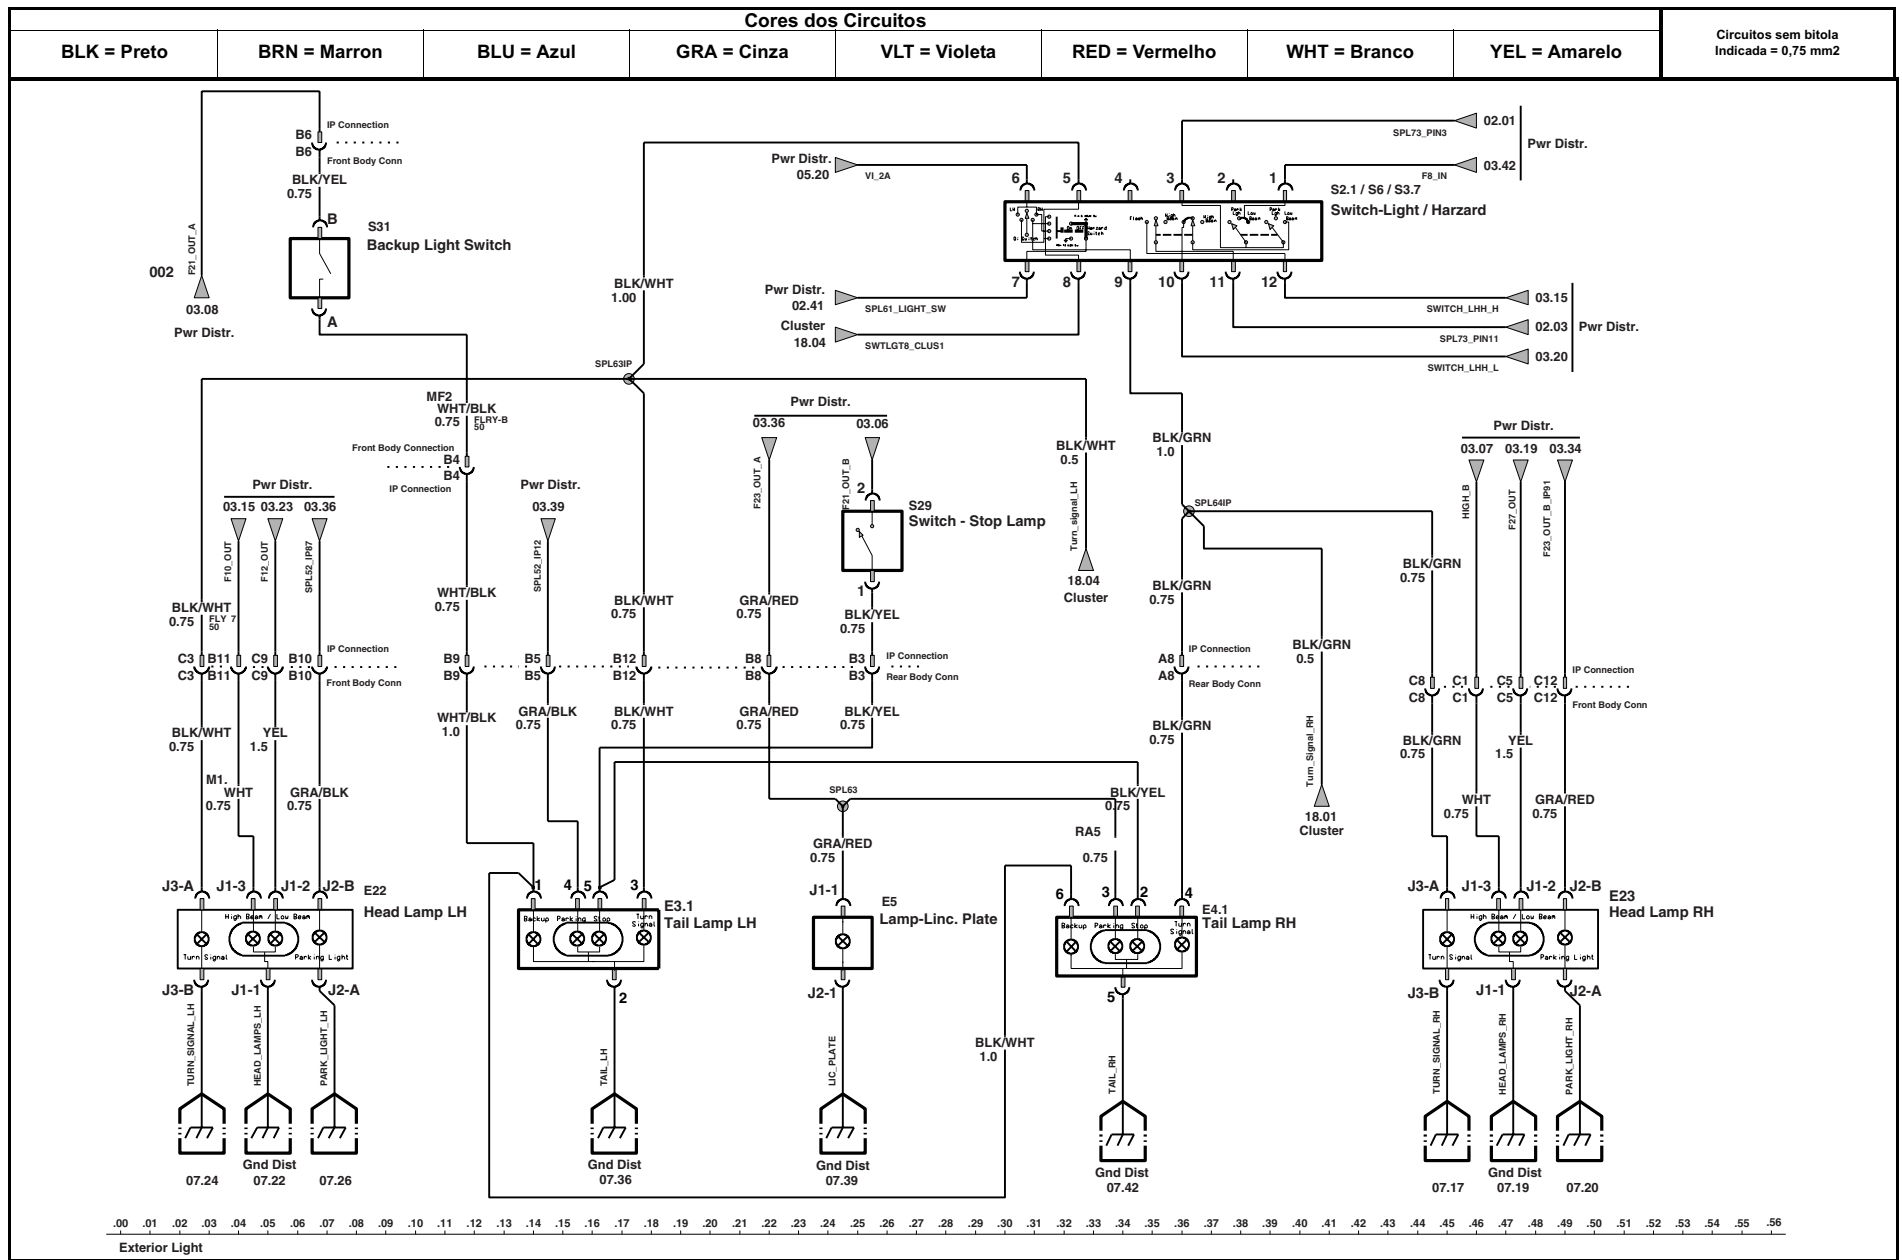 Cores dos Circuitos
BLK = Preto
BRN = Marron
BLU = Azul
GRA = Cinza
VLT = Violeta
RED = Vermelho
WHT = Branco
YEL = Amarelo
Circuitos sem bitola
Indicada = 0,75 mm2
B6
IP Connection
B6
Front Body Conn
BLK/YEL
0.75
B
S31
Backup Light Switch
A
F21_OUT_A
002
03.08
Pwr Distr.
BLK/WHT
1.00
SPL63IP
Pwr Distr.
05.20
VI_2A
6
5
4
3
2
1
SPL73_PIN3
02.01
Pwr Distr.
03.42
F8_IN
S2.1 / S6 / S3.7
Switch-Light / Harzard
Flash
High
Beam
High
Beam
Park
Lgh
Low
Beam
Park
Lgh
Low
Beam
7
8
9
10
11
12
Pwr Distr.
02.41
SPL61_LIGHT_SW
Cluster
18.04
SWTLGT8_CLUS1
03.15
SWITCH_LHH_H
02.03
Pwr Distr.
SPL73_PIN11
03.20
SWITCH_LHH_L
MF2
WHT/BLK
0.75
FLRY-B
50
Front Body Connection
B4
B4
IP Connection
Pwr Distr.
03.36
03.06
F23_OUT_A
F21_OUT_B
2
S29
Switch - Stop Lamp
1
BLK/WHT
0.5
Turn_signal_LH
18.04
Cluster
BLK/GRN
1.0
SPL64IP
Pwr Distr.
03.07
03.19
03.34
HIGH_B
F27_OUT
F23_OUT_B_IP91
Pwr Distr.
03.15
03.23
03.36
F10_OUT
F12_OUT
SPL52_IP87
Pwr Distr.
03.39
SPL52_IP12
BLK/WHT
0.75
FLY 7
50
WHT/BLK
0.75
BLK/WHT
0.75
GRA/RED
0.75
BLK/YEL
0.75
BLK/GRN
0.75
BLK/GRN
0.5
BLK/GRN
0.75
C3
B11
C9
B10
IP Connection
C3
B11
C9
B10
Front Body Conn
B9
B5
B12
B8
B3
IP Connection
B9
B5
B12
B8
B3
Rear Body Conn
A8
IP Connection
A8
Rear Body Conn
C8
C1
C5
C12
IP Connection
C8
C1
C5
C12
Front Body Conn
BLK/WHT
0.75
YEL
1.5
M1.
WHT
0.75
GRA/BLK
0.75
WHT/BLK
1.0
GRA/BLK
0.75
BLK/WHT
0.75
GRA/RED
0.75
BLK/YEL
0.75
BLK/GRN
0.75
Turn_Signal_RH
18.01
Cluster
BLK/GRN
0.75
YEL
1.5
WHT
0.75
GRA/RED
0.75
SPL63
GRA/RED
0.75
BLK/YEL
0.75
RA5
0.75
J3-A
J1-3
J1-2
J2-B
E22
Head Lamp LH
High Beam / Low Beam
Turn Signal
Parking Light
J3-B
J1-1
J2-A
1
4
5
3
E3.1
Tail Lamp LH
Backup
Parking
Stop
Turn
Signal
2
J1-1
E5
Lamp-Linc. Plate
J2-1
6
3
2
4
E4.1
Tail Lamp RH
Backup
Parking
Stop
Turn
Signal
5
J3-A
J1-3
J1-2
J2-B
E23
Head Lamp RH
High Beam / Low Beam
Turn Signal
Parking Light
J3-B
J1-1
J2-A
BLK/WHT
1.0
TURN_SIGNAL_LH
HEAD_LAMPS_LH
PARK_LIGHT_LH
TAIL_LH
LIC_PLATE
TAIL_RH
TURN_SIGNAL_RH
HEAD_LAMPS_RH
PARK_LIGHT_RH
07.24
Gnd Dist
07.22
07.26
Gnd Dist
07.36
Gnd Dist
07.39
Gnd Dist
07.42
07.17
Gnd Dist
07.19
07.20
.00 .01 .02 .03 .04 .05 .06 .07 .08 .09 .10 .11 .12 .13 .14 .15 .16 .17 .18 .19 .20 .21 .22 .23 .24 .25 .26 .27 .28 .29 .30 .31 .32 .33 .34 .35 .36 .37 .38 .39 .40 .41 .42 .43 .44 .45 .46 .47 .48 .49 .50 .51 .52 .53 .54 .55 .56
Exterior Light